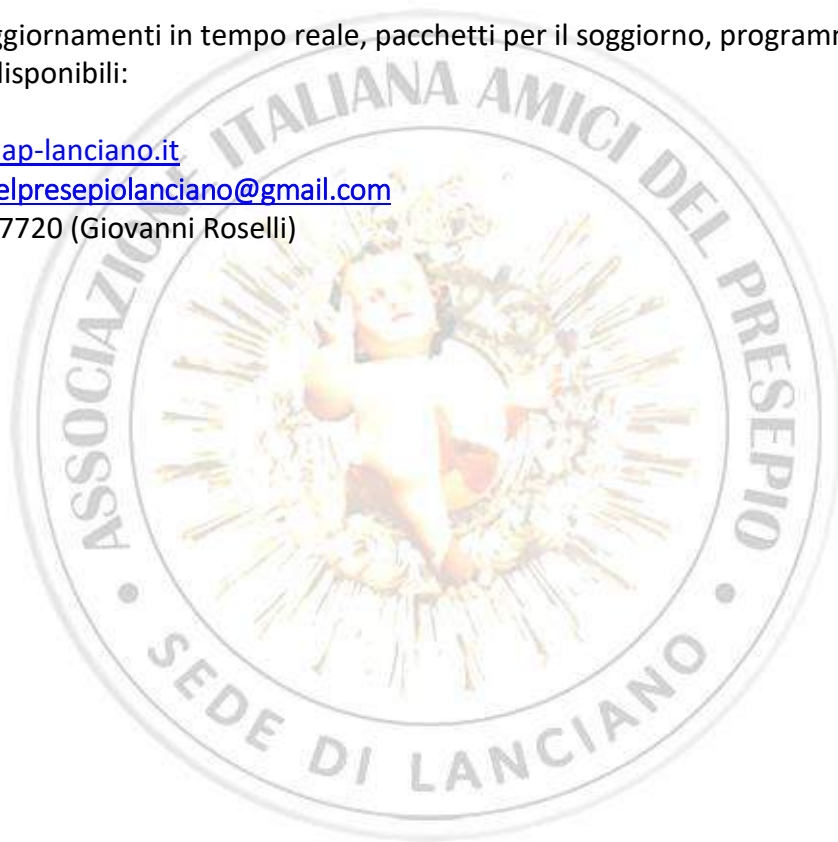 ggiornamenti in tempo reale, pacchetti per il soggiorno, program
disponibili:
ap-lanciano.it
elpresepiolanciano@gmail.com
7720 (Giovanni Roselli)
ASSOCIAZIONE ITALIANA AMICI DEL PRESEPIO
• SEDE DI LANCIANO •